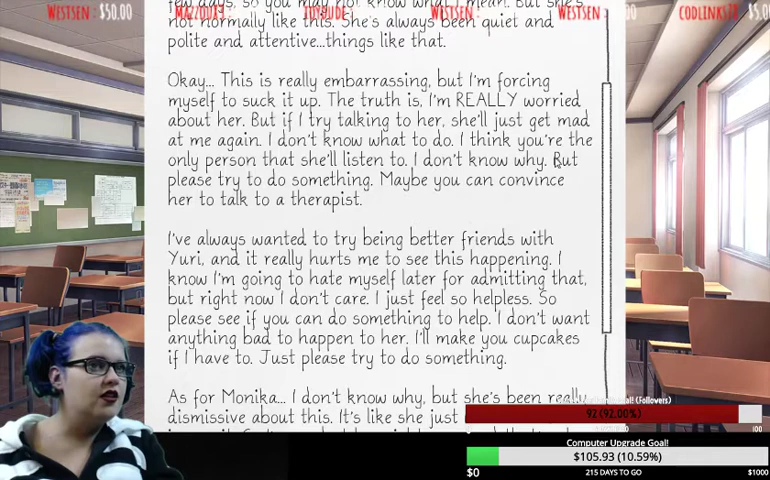 WESTSEN : $50.00
WESTSEN :
WESTSEN :
$5.0
few days, so you may not know what I mean. But she's
not normally like this. She's always been quiet and
polite and attentive...things like that.
Okay... This is really embarrassing, but I'm forcing
myself to suck it up. The truth is, I'm REALLY worried
about her. But if I try talking to her, she'll just get mad
at me again. I don't know what to do. I think you're the
only person that she'll listen to. I don't know why. But
please try to do something. Maybe you can convince
her to talk to a therapist.
I've always wanted to try being better friends with
Yuri, and it really hurts me to see this happening. I
know I'm going to hate myself later for admitting that,
but right now I don't care. I just feel so helpless. So
please see if you can do something to help. I don't want
anything bad to happen to her. I'll make you cupcakes
if I have to. Just please try to do something.
As for Monika... I don't know why, but she's been really
dismissive about this. It's like she just
Goal! (Followers)
92 (92.00%)
100
Computer Upgrade Goal!
$105.93 (10.59%)
$0
215 DAYS TO GO
$1000